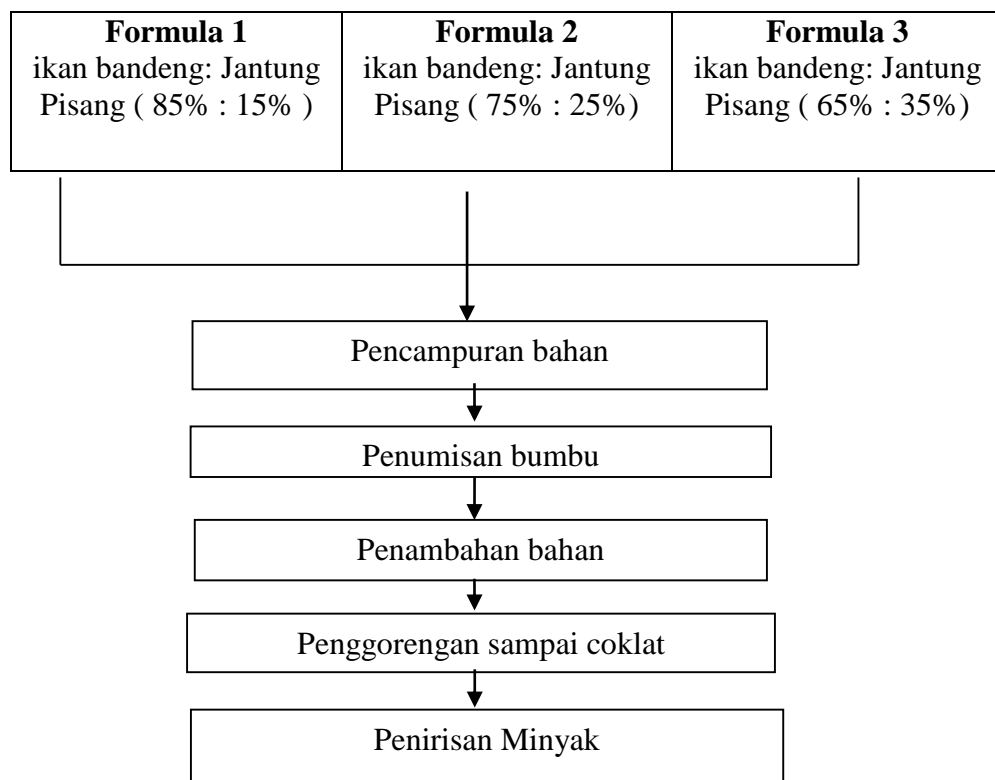 Formula 1
ikan bandeng: Jantung
Pisang ( 85% : 15% )
Formula 2
ikan bandeng: Jantung
Pisang ( 75% : 25%)
Formula 3
ikan bandeng: Jantung
Pisang ( 65% : 35%)
Pencampuran bahan
Penumisan bumbu
Penambahan bahan
Penggorengan sampai coklat
Penirisan Minyak